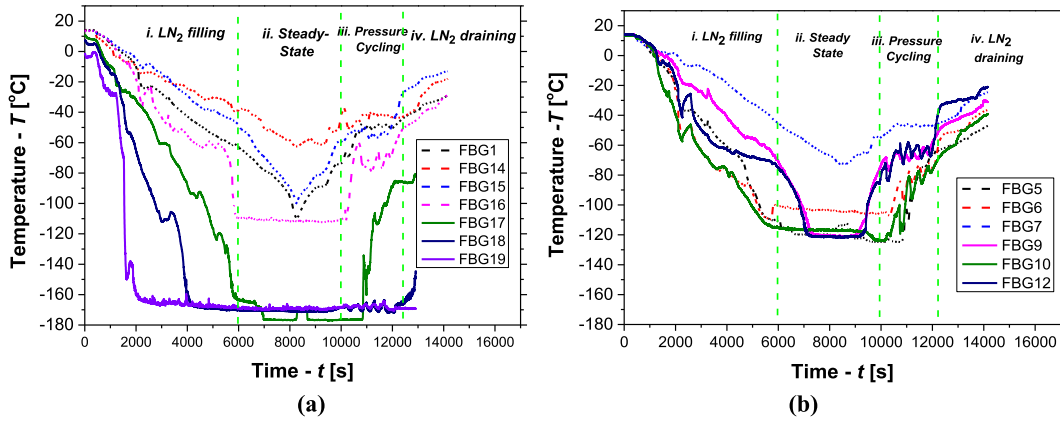 20
0
-20
-40
-60
-80
-100
-120
-140
-160
-180
Temperature - T [°C]
i. LN2 filling
ii. Steady-
State
iii. Pressure
Cycling
iv. LN2 draining
FBG1
FBG14
FBG15
FBG16
FBG17
FBG18
FBG19
0 2000 4000 6000 8000 10000 12000 14000 16000
Time - t [s]
(a)
20
0
-20
-40
-60
-80
-100
-120
-140
-160
-180
Temperature -T [°C]
i. LN2 filling
ii. Steady
State
iii. Pressure
Cycling
iv. LN2
draining
FBG5
FBG6
FBG7
FBG9
FBG10
FBG12
0 2000 4000 6000 8000 10000 12000 14000 16000
Time - t [s]
(b)